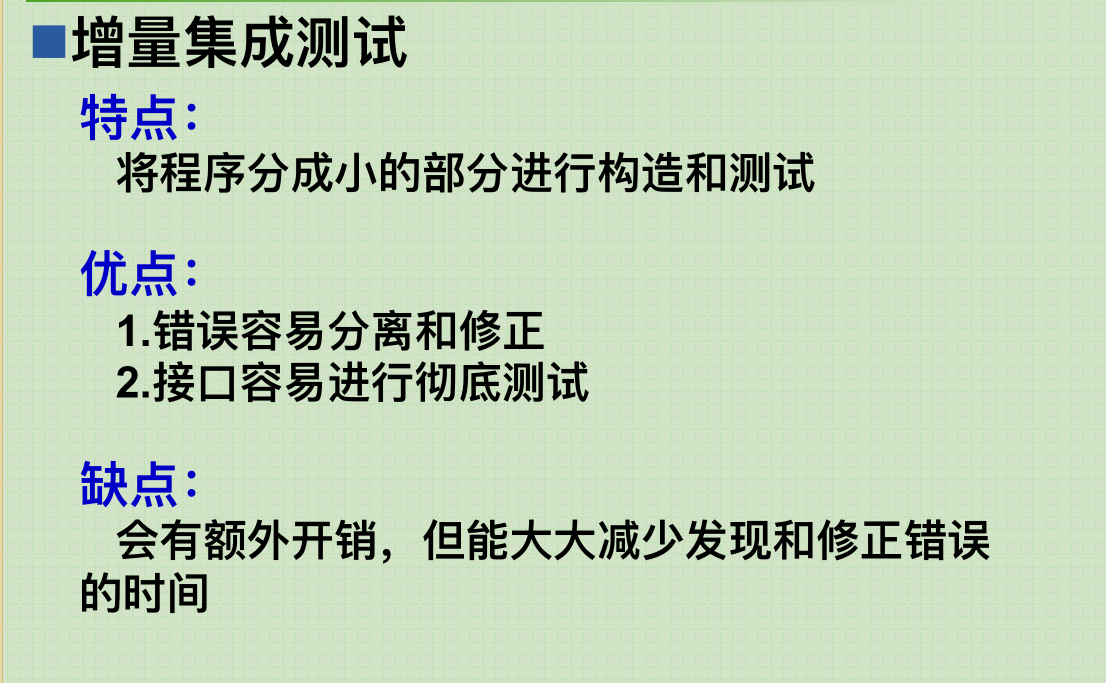 增量集成测试
特点：
将程序分成小的部分进行构造和测试
优点：
1.错误容易分离和修正
2.接口容易进行彻底测试
缺点：
会有额外开销，但能大大减少发现和修正错误
的时间